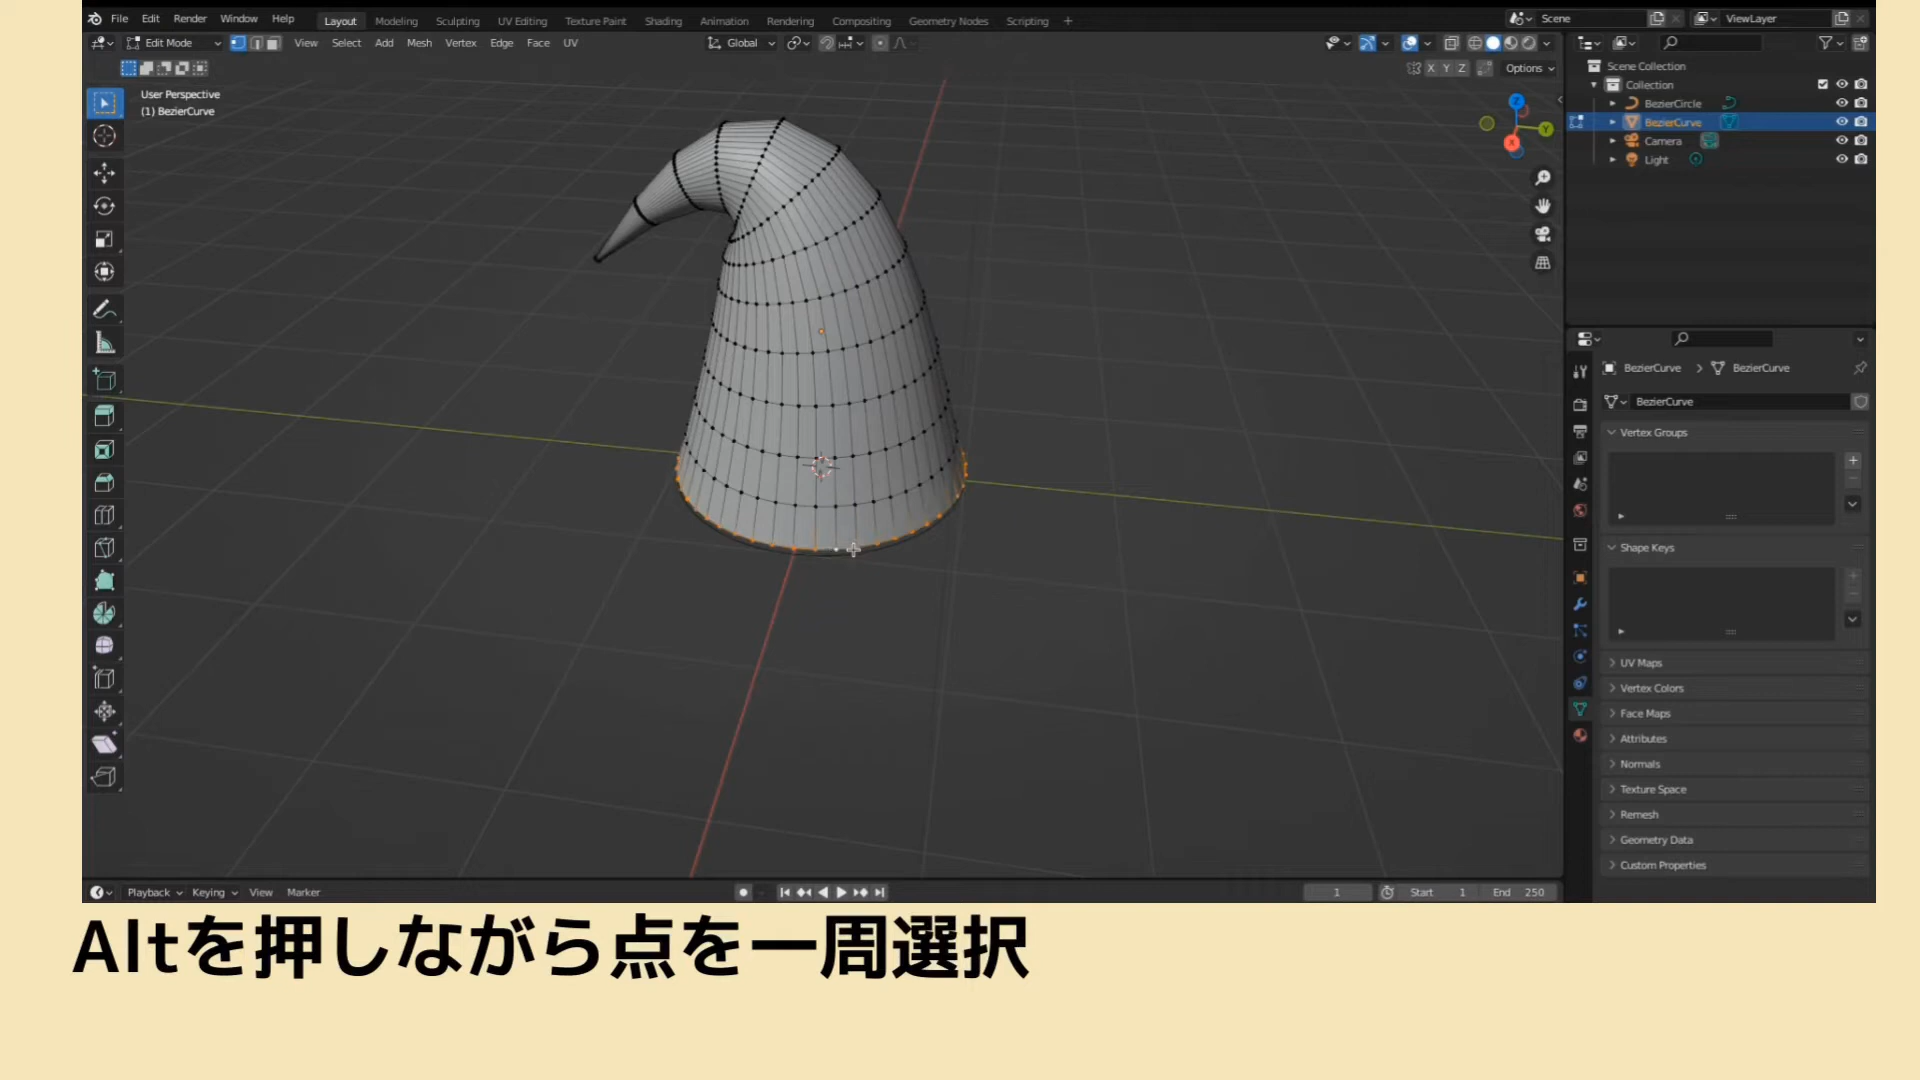 File Edit Render Window Help Layout Modeling Sculpting UV Editing Texture Paint Shading Animation Rendering Compositing Geometry Nodes Scripting + Scene ViewLayer
Edit Mode View Select Add Mesh Vertex Edge Face UV Global
X Y Z Options
User Perspective
(1) BezierCurve
Z
Y
X
Scene Collection
Collection
BezierCircle
BezierCurve
Camera
Light
BezierCurve > BezierCurve
BezierCurve
Vertex Groups
Shape Keys
UV Maps
Vertex Colors
Face Maps
Attributes
Normals
Texture Space
Remesh
Geometry Data
Custom Properties
Playback Keying View Marker 1 Start 1 End 250
Altを押しながら点を一周選択